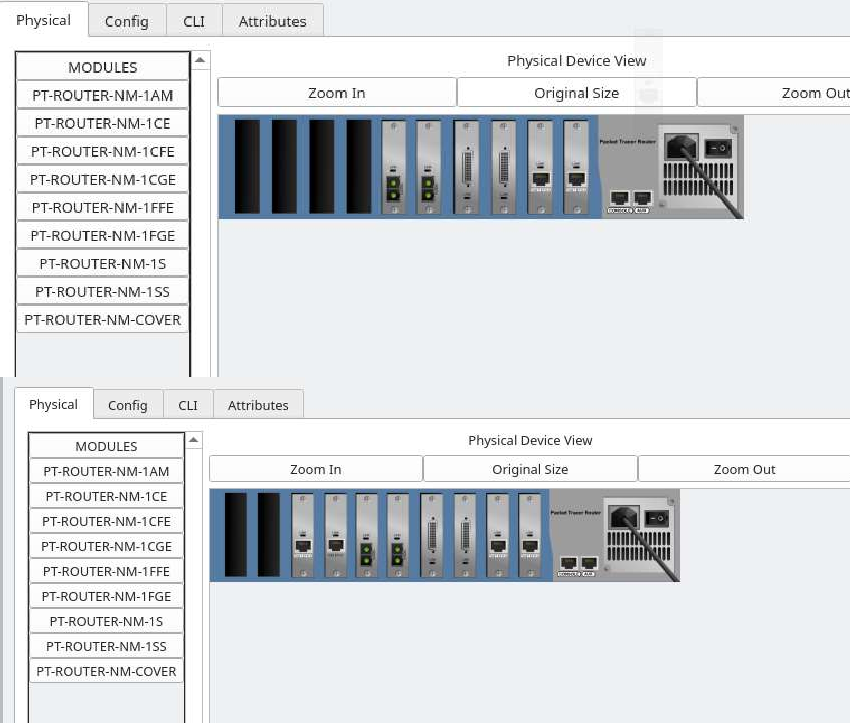 Physical Config CLI Attributes
MODULES
PT-ROUTER-NM-1AM
PT-ROUTER-NM-1CE
PT-ROUTER-NM-1CFE
PT-ROUTER-NM-1CGE
PT-ROUTER-NM-1FFE
PT-ROUTER-NM-1FGE
PT-ROUTER-NM-1S
PT-ROUTER-NM-1SS
PT-ROUTER-NM-COVER
Physical Device View
Zoom In Original Size Zoom Out
Packet Tracer Router
CONSOLE AUX
Physical Config CLI Attributes
MODULES
PT-ROUTER-NM-1AM
PT-ROUTER-NM-1CE
PT-ROUTER-NM-1CFE
PT-ROUTER-NM-1CGE
PT-ROUTER-NM-1FFE
PT-ROUTER-NM-1FGE
PT-ROUTER-NM-1S
PT-ROUTER-NM-1SS
PT-ROUTER-NM-COVER
Physical Device View
Zoom In Original Size Zoom Out
Packet Tracer Router
CONSOLE AUX